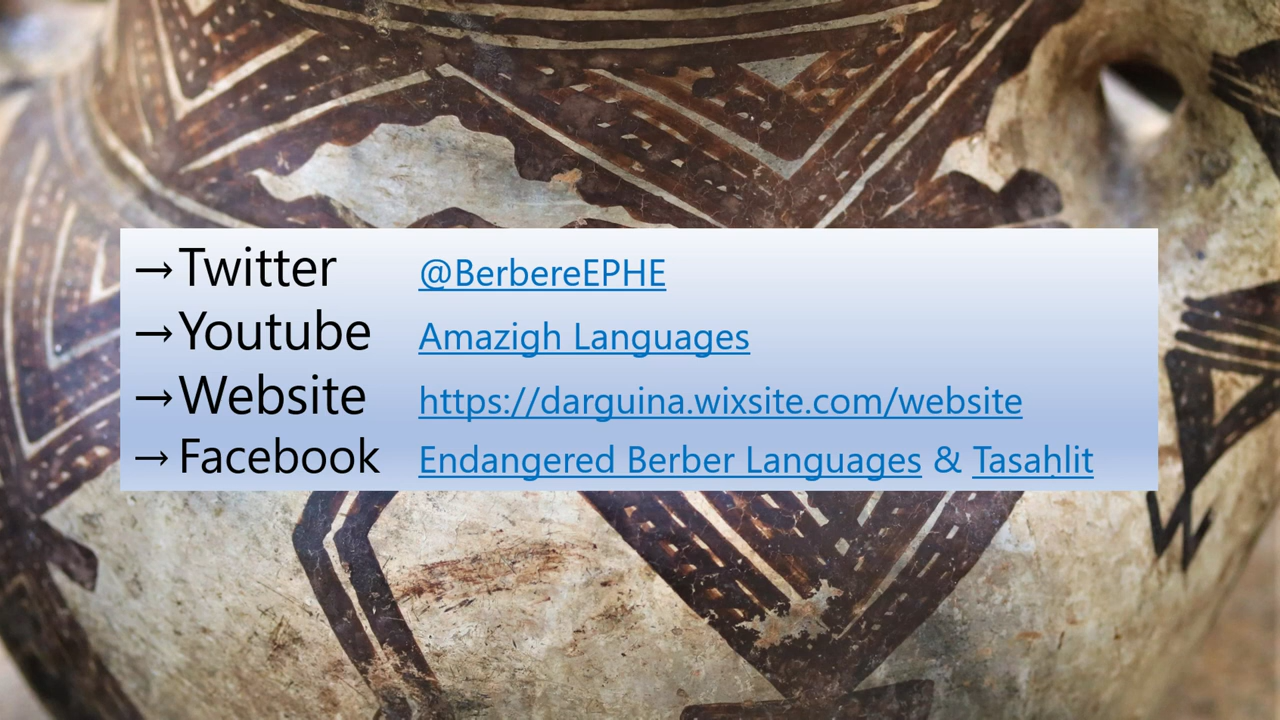 →Twitter @BerbereEPHE
→Youtube Amazigh Languages
→Website https://darguina.wixsite.com/website
→Facebook Endangered Berber Languages & Tasaḥlit